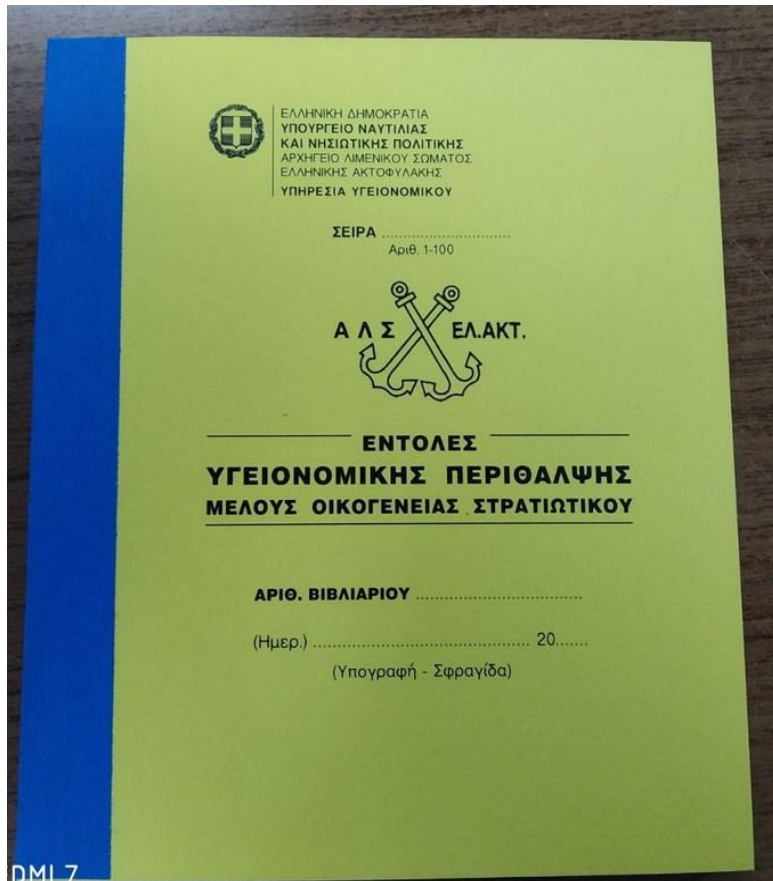 ΕΛΛΗΝΙΚΗ ΔΗΜΟΚΡΑΤΙΑ
ΥΠΟΥΡΓΕΙΟ ΝΑΥΤΙΛΙΑΣ
ΚΑΙ ΝΗΣΙΩΤΙΚΗΣ ΠΟΛΙΤΙΚΗΣ
ΑΡΧΗΓΕΙΟ ΛΙΜΕΝΙΚΟΥ ΣΩΜΑΤΟΣ
ΕΛΛΗΝΙΚΗΣ ΑΚΤΟΦΥΛΑΚΗΣ
ΥΠΗΡΕΣΙΑ ΥΓΕΙΟΝΟΜΙΚΟΥ
ΣΕΙΡΑ ..............................
Αριθ. 1-100
Α Λ Σ ΕΛ.ΑΚΤ.
ΕΝΤΟΛΕΣ
ΥΓΕΙΟΝΟΜΙΚΗΣ ΠΕΡΙΘΑΛΨΗΣ
ΜΕΛΟΥΣ ΟΙΚΟΓΕΝΕΙΑΣ ΣΤΡΑΤΙΩΤΙΚΟΥ
ΑΡΙΘ. ΒΙΒΛΙΑΡΙΟΥ ..................................
(Ημερ.) ............................................ 20.......
(Υπογραφή - Σφραγίδα)